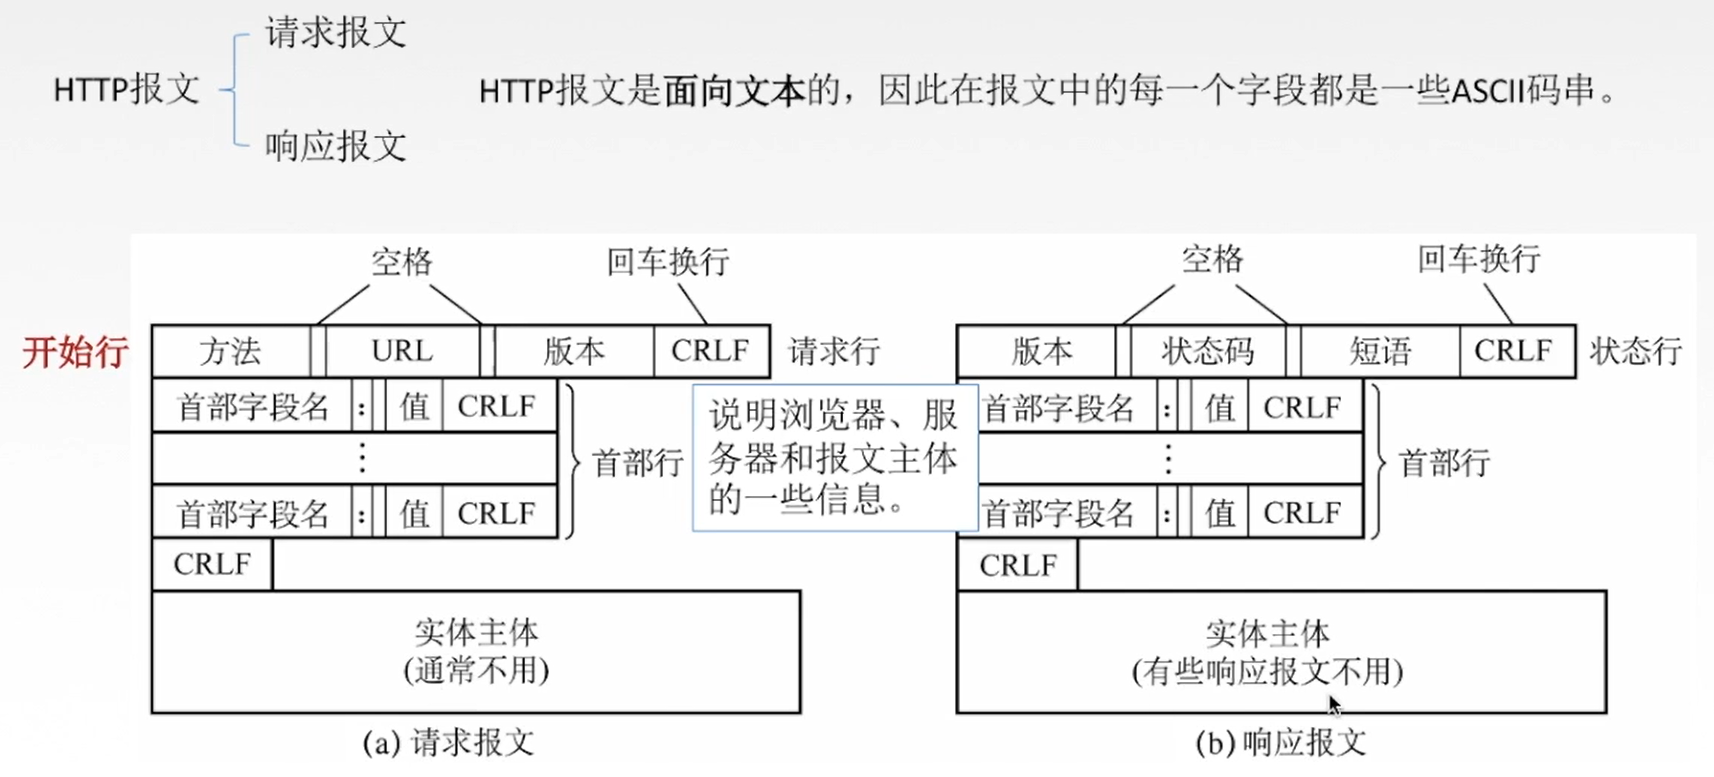 请求报文
HTTP报文
HTTP报文是面向文本的，因此在报文中的每一个字段都是一些ASCII码串。
响应报文
空格 回车换行
开始行 方法 URL 版本 CRLF 请求行
首部字段名 : 值 CRLF
⋮
首部行
首部字段名 : 值 CRLF
CRLF
实体主体
(通常不用)
(a) 请求报文
说明浏览器、服
务器和报文主体
的一些信息。
空格 回车换行
版本 状态码 短语 CRLF 状态行
首部字段名 : 值 CRLF
⋮
首部行
首部字段名 : 值 CRLF
CRLF
实体主体
(有些响应报文不用)
(b) 响应报文